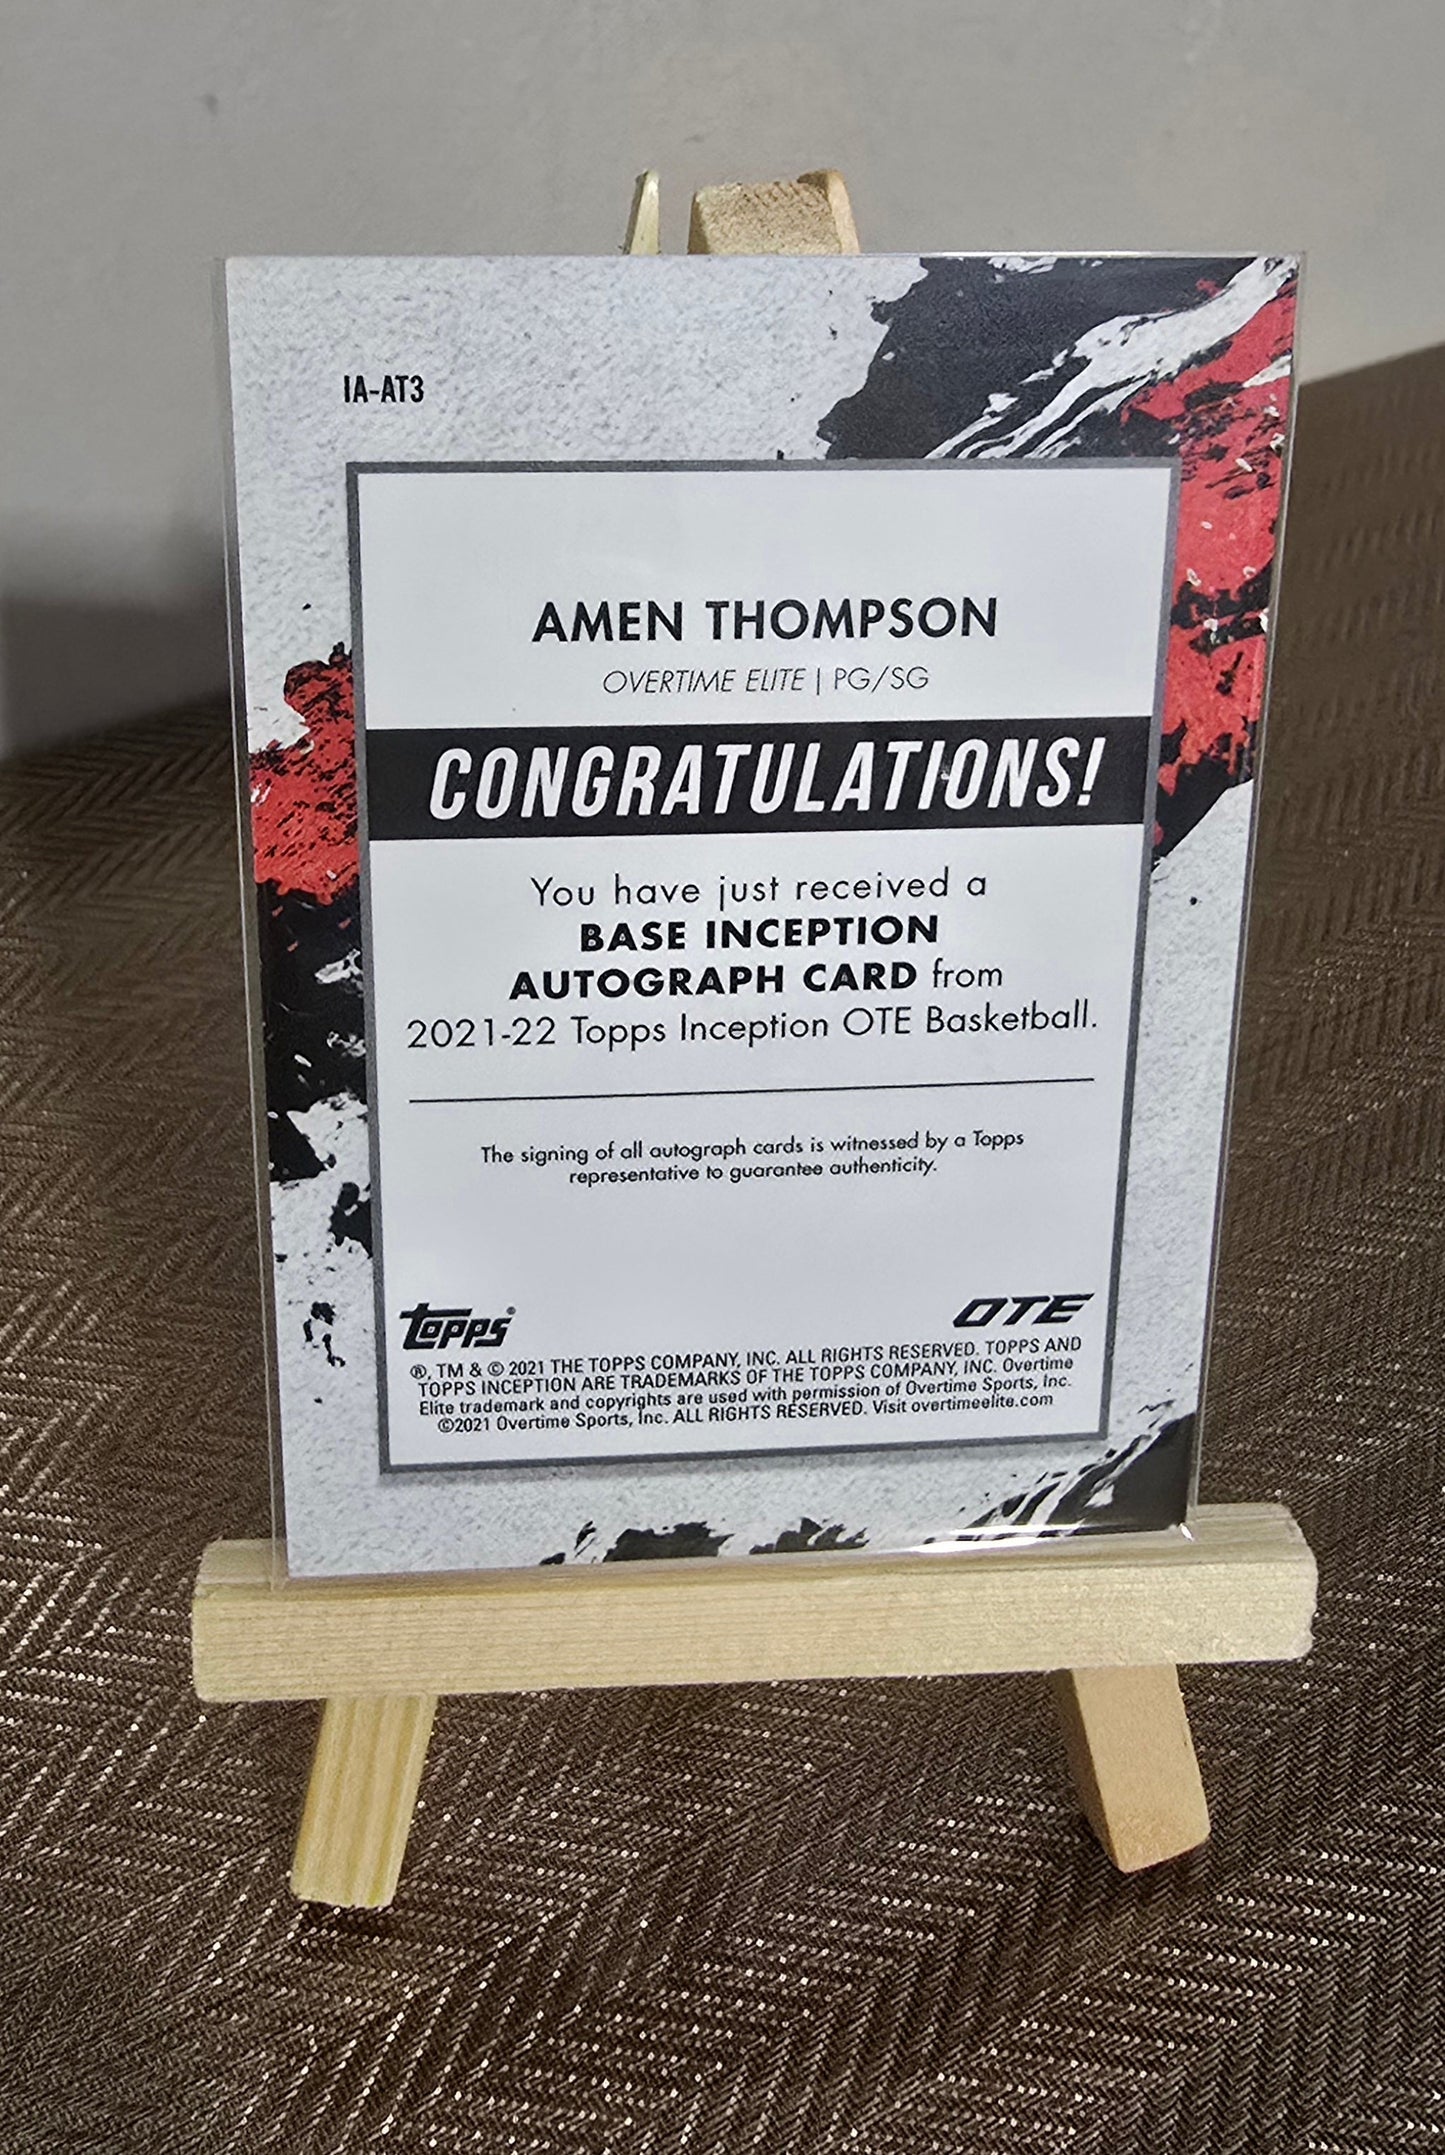 IA-AT3
AMEN THOMPSON
OVERTIME ELITE | PG/SG
CONGRATULATIONS!
You have just received a
BASE INCEPTION
AUTOGRAPH CARD from
2021-22 Topps Inception OTE Basketball.
The signing of all autograph cards is witnessed by a Topps
representative to guarantee authenticity.
Topps® OTE
®, TM & © 2021 THE TOPPS COMPANY, INC. ALL RIGHTS RESERVED. TOPPS AND
TOPPS INCEPTION ARE TRADEMARKS OF THE TOPPS COMPANY, INC. Overtime
Elite trademark and copyrights are used with permission of Overtime Sports, Inc.
©2021 Overtime Sports, Inc. ALL RIGHTS RESERVED. Visit overtimeelite.com